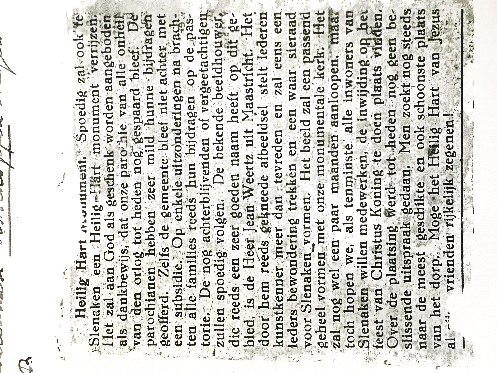 Heilig Hart monument. Spoedig zal ook te
Slenaken een Heilig-Hart monument verrijzen.
Het zal aan God als geschenk worden aangeboden
als dankbewijs, dat onze parochie van alle onheil
van den orlog tot heden nog gespaard bleef. De
parochianen hebben zeer mild hunne bijdragen
geofferd. Zelfs de gemeente bleef niet achter met
een subsidie. Op enkele uitzonderingen na brach-
ten alle families reeds hun bijdragen op de pas-
torie. De nog achterblijvenden of vergeetachtigen
zullen spoedig volgen. De bekende beeldhouwer,
die reeds een zeer goeden naam heeft op dit ge-
bied, is de Heer Jean Weertz uit Maastricht. Het
door hem reeds gekneede afbeeldsel stelt iederen
kunstkenner meer dan tevreden en zal eens een
ieders bewondering trekken en een waar sieraad
voor Slenaken vormen. Het beeld zal een passend
geheel vormen met onze monumentale kerk. Het
zal nog wel een paar maanden aanloopen, maar
toch hopen we, als tenminste alle inwoners van
Slenaken willen medewerken, de inwijding op het
feest van Christus Koning te doen plaats vinden.
Over de plaatsing werd tot heden nog geen be-
slissende uitspraak gedaan. Men zoekt nog steeds
naar de meest geschikte en ook schoonste plaats
van het dorp. Moge het Heilig Hart van Jezus
al vrienden rijkelijk zegenen!